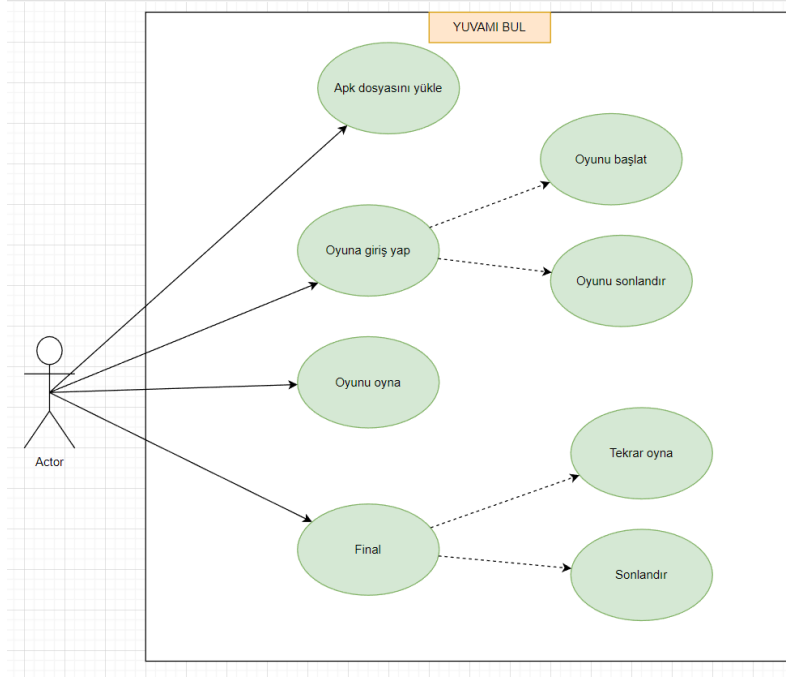 YUVAMI BUL
Apk dosyasını yükle
Oyunu başlat
Oyuna giriş yap
Oyunu sonlandır
Oyunu oyna
Actor
Tekrar oyna
Final
Sonlandır